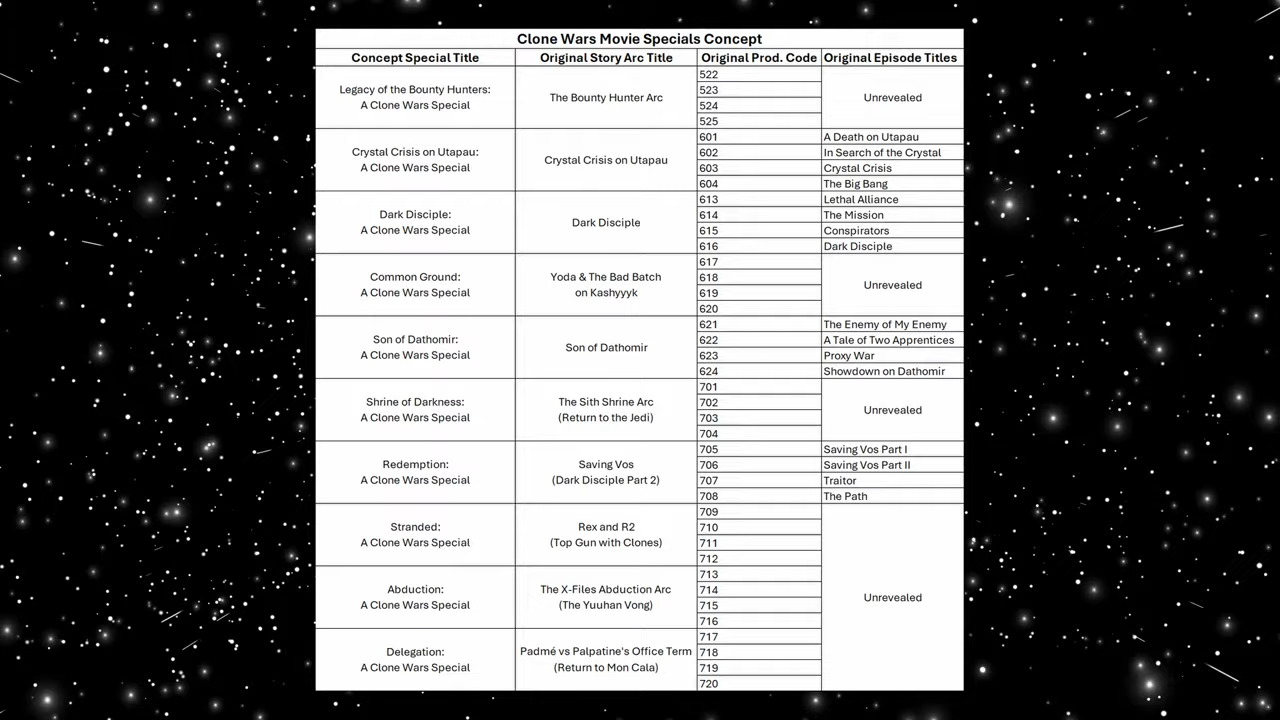 Clone Wars Movie Specials Concept
Concept Special Title
Original Story Arc Title
Original Prod. Code
Original Episode Titles
Legacy of the Bounty Hunters:
A Clone Wars Special
The Bounty Hunter Arc
522
523
524
525
Unrevealed
Crystal Crisis on Utapau:
A Clone Wars Special
Crystal Crisis on Utapau
601
A Death on Utapau
602
In Search of the Crystal
603
Crystal Crisis
604
The Big Bang
Dark Disciple:
A Clone Wars Special
Dark Disciple
613
Lethal Alliance
614
The Mission
615
Conspirators
616
Dark Disciple
Common Ground:
A Clone Wars Special
Yoda & The Bad Batch
on Kashyyyk
617
618
619
620
Unrevealed
Son of Dathomir:
A Clone Wars Special
Son of Dathomir
621
The Enemy of My Enemy
622
A Tale of Two Apprentices
623
Proxy War
624
Showdown on Dathomir
Shrine of Darkness:
A Clone Wars Special
The Sith Shrine Arc
(Return to the Jedi)
701
702
703
704
Unrevealed
Redemption:
A Clone Wars Special
Saving Vos
(Dark Disciple Part 2)
705
Saving Vos Part I
706
Saving Vos Part II
707
Traitor
708
The Path
Stranded:
A Clone Wars Special
Rex and R2
(Top Gun with Clones)
709
710
711
712
Abduction:
A Clone Wars Special
The X-Files Abduction Arc
(The Yuuhan Vong)
713
714
715
716
Unrevealed
Delegation:
A Clone Wars Special
Padmé vs Palpatine's Office Term
(Return to Mon Cala)
717
718
719
720